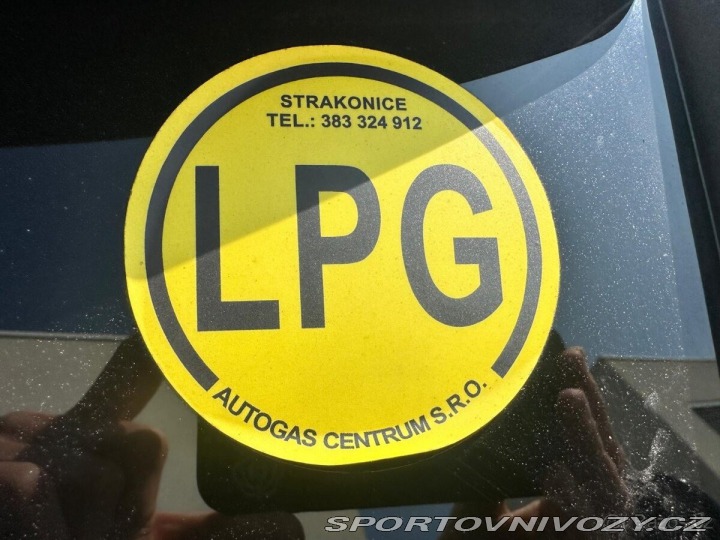 STRAKONICE
TEL.: 383 324 912
LPG
AUTOGAS CENTRUM S.R.O.
SPORTOVNIVOZY.CZ